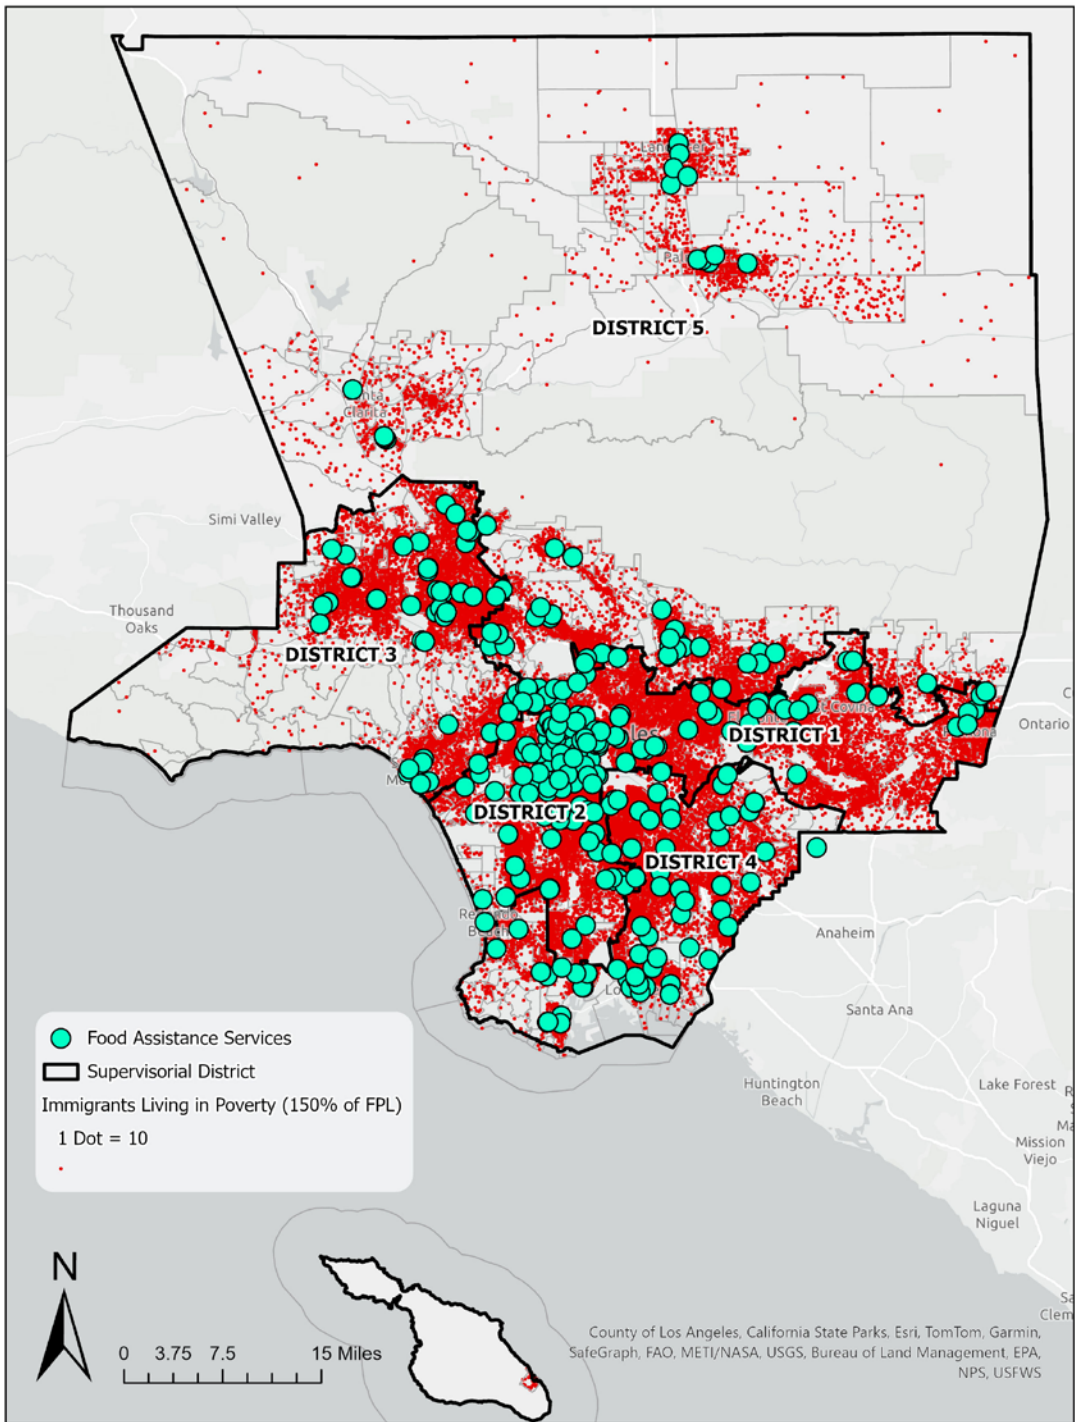 DISTRICT 5
Clarita
Simi Valley
Thousand
Oaks
DISTRICT 3
Ontario
DISTRICT 1
DISTRICT 2
DISTRICT 4
Beach
Anaheim
Santa Ana
Food Assistance Services
Supervisorial District
Immigrants Living in Poverty (150% of FPL)
1 Dot = 10
Huntington
Beach
Lake Forest
Mission
Viejo
Laguna
Niguel
N
0 3.75 7.5 15 Miles
County of Los Angeles, California State Parks, Esri, TomTom, Garmin,
SafeGraph, FAO, METI/NASA, USGS, Bureau of Land Management, EPA,
NPS, USFWS